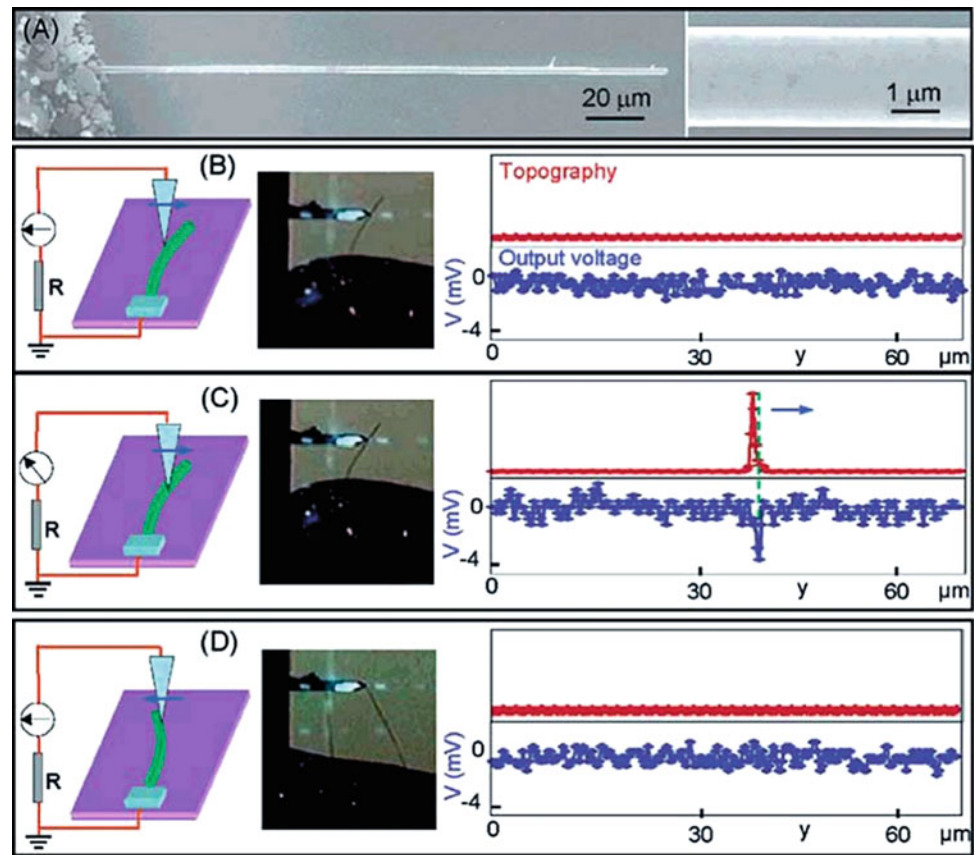 (A)
20 μm
1 μm
(B)
R
Topography
Output voltage
V (mV)
0
-4
0 30 y 60 μm
(C)
R
V (mV)
0
-4
0 30 y 60 μm
(D)
R
V (mV)
0
-4
0 30 y 60 μm